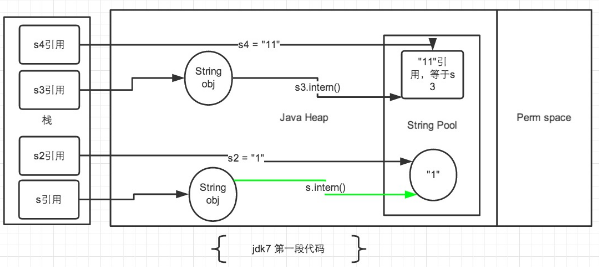 s4引用
s4 = "11"
"11"引
用，等于s
3
s3引用
String
obj
s3.intern()
栈
Java Heap
String Pool
Perm space
s2引用
s2 = "1"
"1"
s引用
String
obj
s.intern()
jdk7 第一段代码